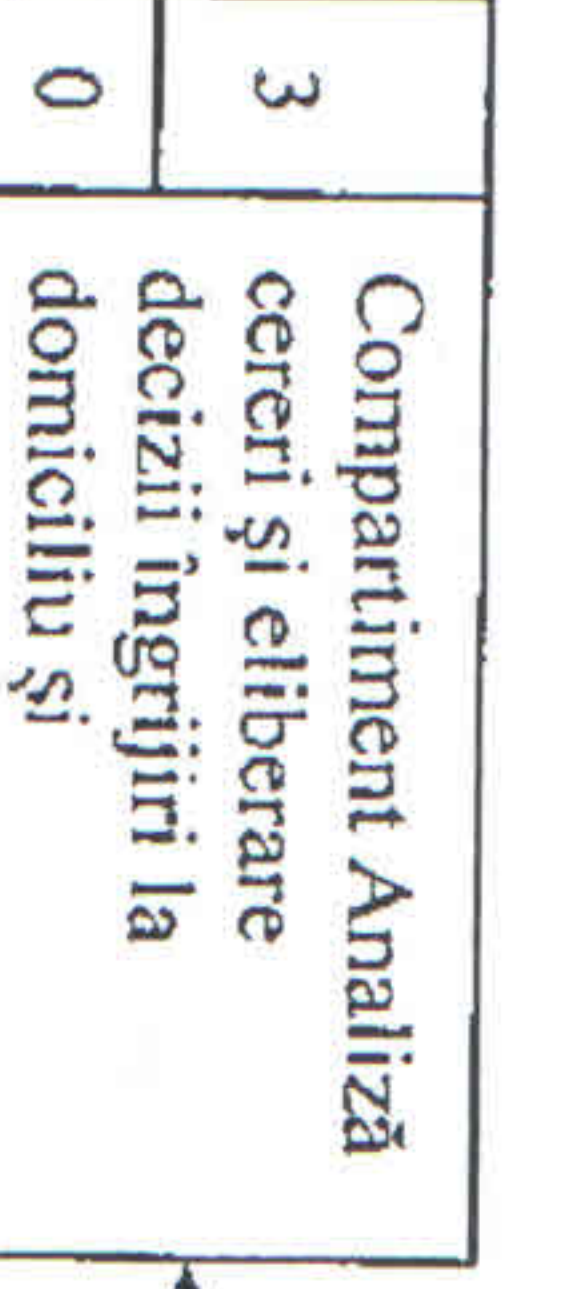 3
0
Compartiment Analiză
cereri și eliberare
decizii îngrijiri la
domiciliu și